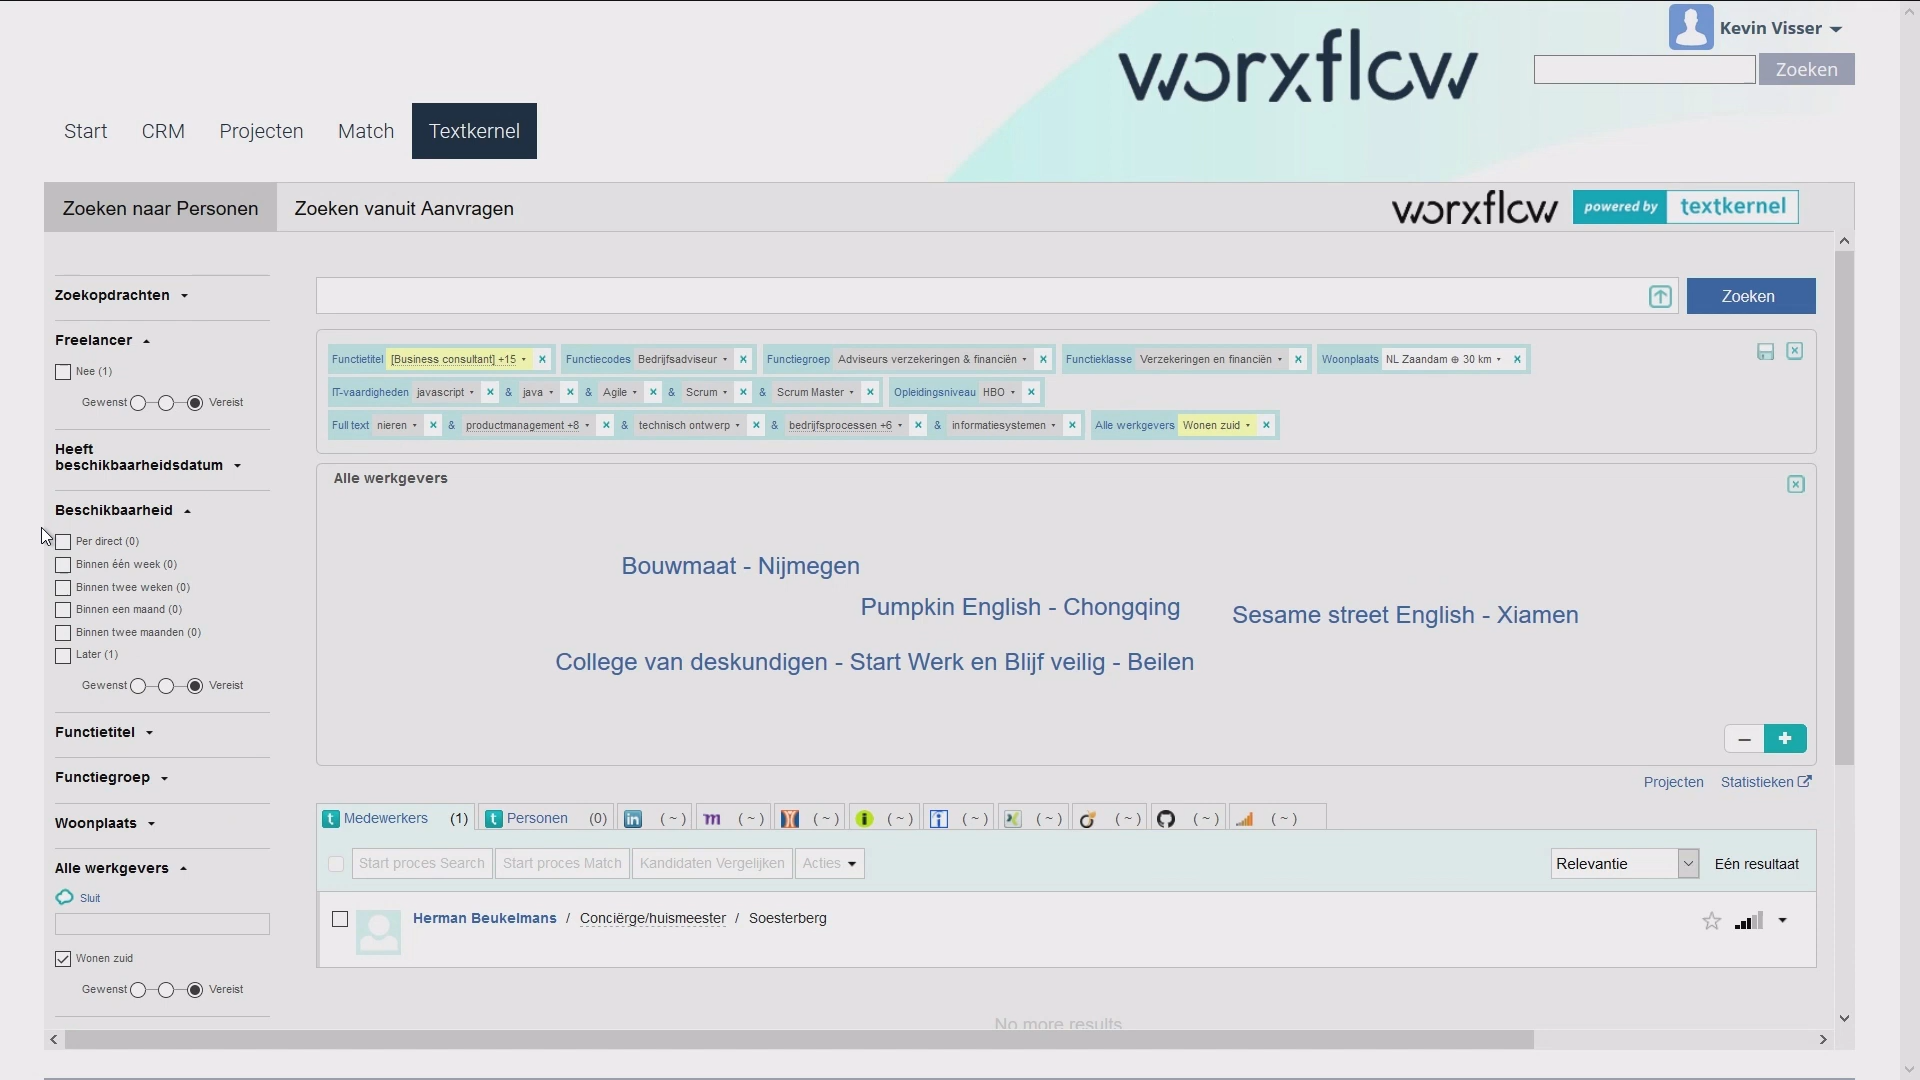 Kevin Visser
worxflow
Zoeken
Start CRM Projecten Match Textkernel
Zoeken naar Personen Zoeken vanuit Aanvragen worxflow powered by textkernel
Zoekopdrachten
Zoeken
Freelancer
Nee (1)
Gewenst Vereist
Heeft
beschikbaarheidsdatum
Beschikbaarheid
Per direct (0)
Binnen één week (0)
Binnen twee weken (0)
Binnen een maand (0)
Binnen twee maanden (0)
Later (1)
Gewenst Vereist
Functietitel
Functiegroep
Woonplaats
Alle werkgevers
Sluit
Wonen zuid
Gewenst Vereist
Functietitel [Business consultant] +15 Functiecodes Bedrijfsadviseur Functiegroep Adviseurs verzekeringen & financiën Functieklasse Verzekeringen en financiën Woonplaats NL Zaandam ⊕ 30 km
IT-vaardigheden javascript & java & Agile & Scrum & Scrum Master Opleidingsniveau HBO
Full text nieren & productmanagement +8 & technisch ontwerp & bedrijfsprocessen +6 & informatiesystemen Alle werkgevers Wonen zuid
Alle werkgevers
Bouwmaat - Nijmegen
Pumpkin English - Chongqing
Sesame street English - Xiamen
College van deskundigen - Start Werk en Blijf veilig - Beilen
Projecten Statistieken
Medewerkers (1) Personen (0) (~) (~) (~) (~) (~) (~) (~) (~) (~)
Start proces Search Start proces Match Kandidaten Vergelijken Acties Relevantie Eén resultaat
Herman Beukelmans / Conciërge/huismeester / Soesterberg
No more results